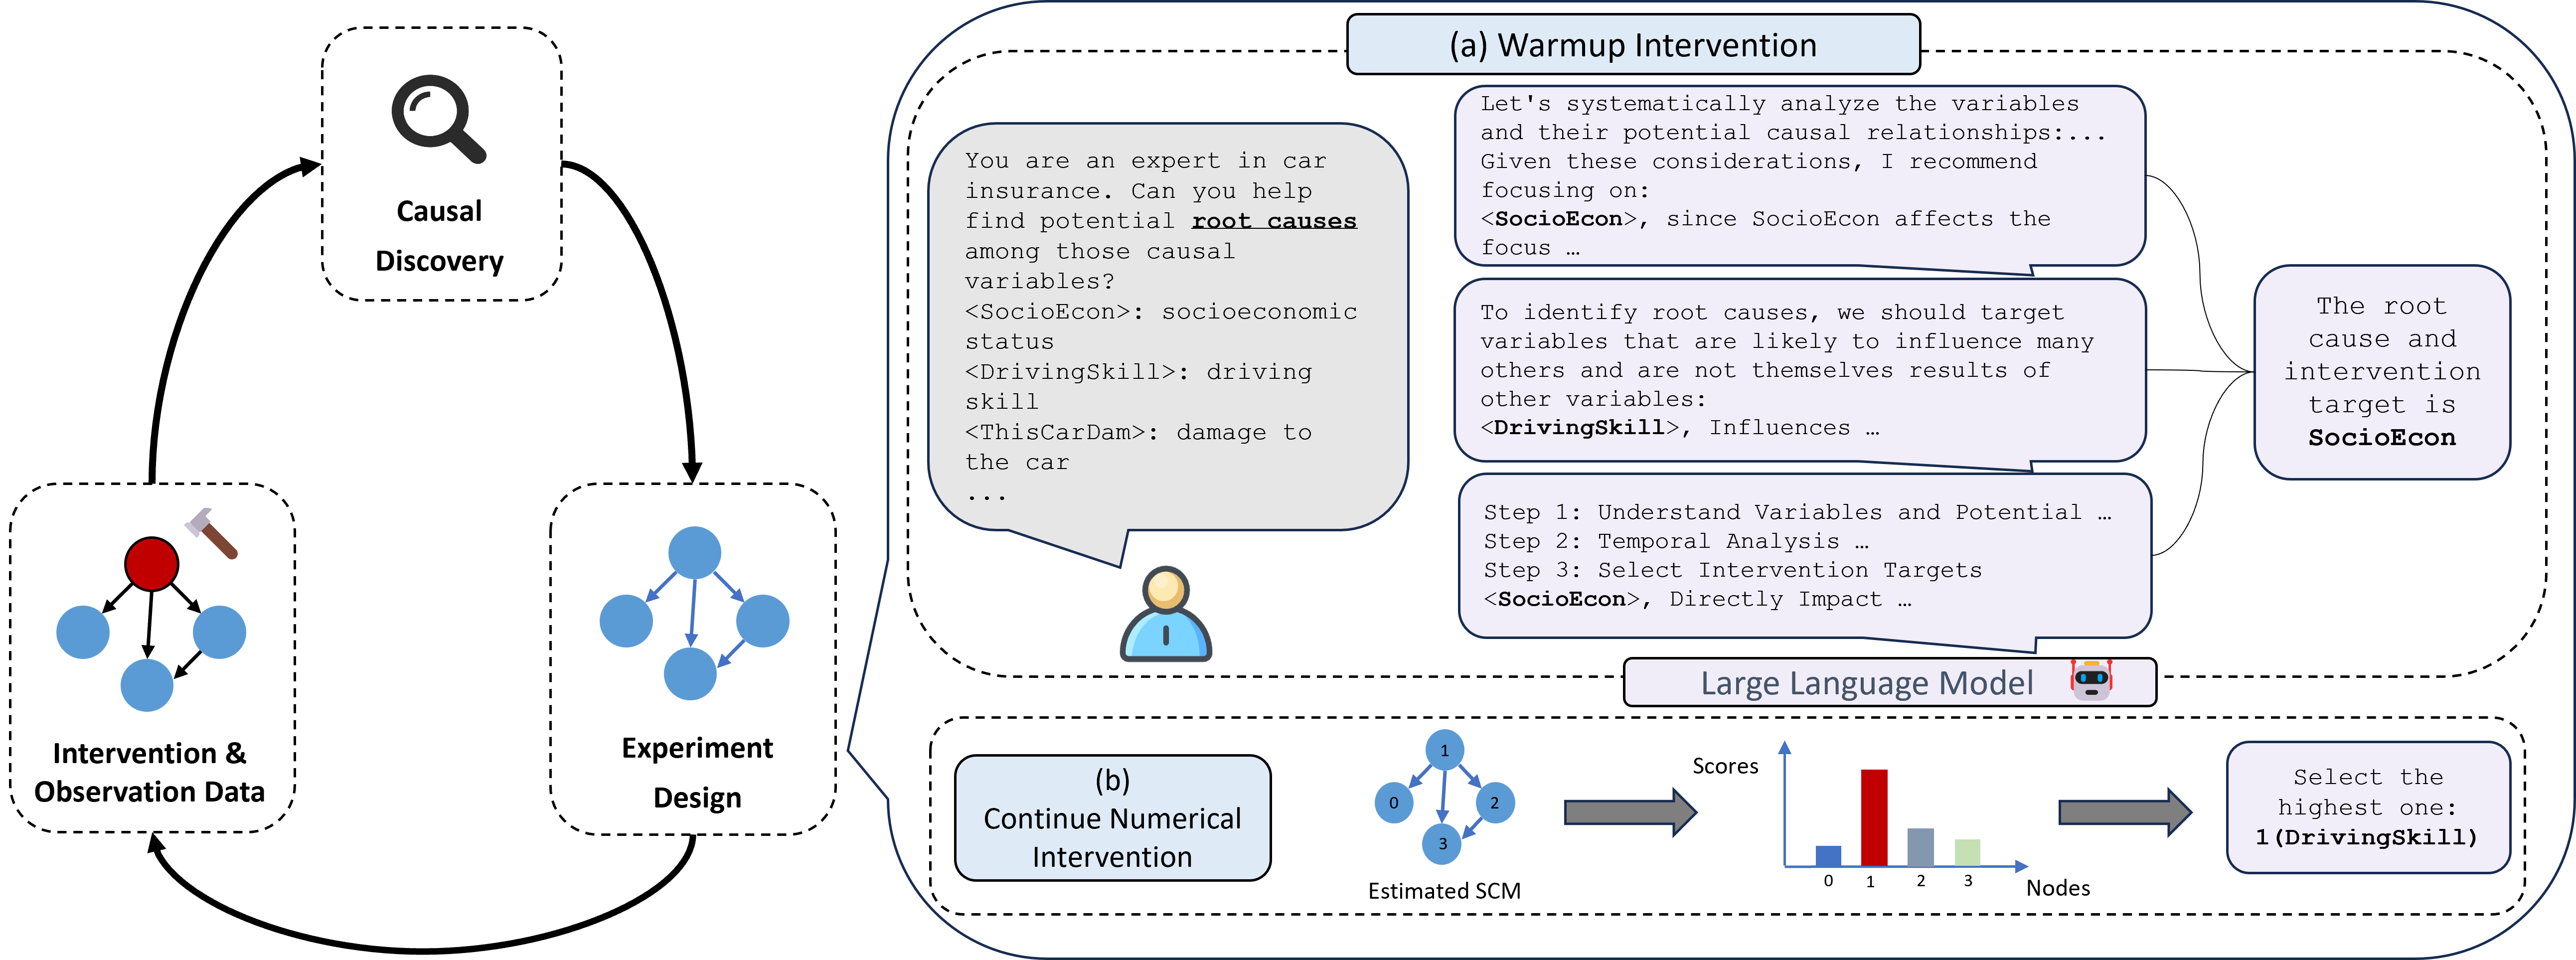 Causal
Discovery
Intervention &
Observation Data
Experiment
Design
(a) Warmup Intervention
You are an expert in car
insurance. Can you help
find potential root causes
among those causal
variables?
<SocioEcon>: socioeconomic
status
<DrivingSkill>: driving
skill
<ThisCarDam>: damage to
the car
...
Let's systematically analyze the variables
and their potential causal relationships:...
Given these considerations, I recommend
focusing on:
<SocioEcon>, since SocioEcon affects the
focus …
To identify root causes, we should target
variables that are likely to influence many
others and are not themselves results of
other variables:
<DrivingSkill>, Influences …
Step 1: Understand Variables and Potential …
Step 2: Temporal Analysis …
Step 3: Select Intervention Targets
<SocioEcon>, Directly Impact …
The root
cause and
intervention
target is
SocioEcon
Large Language Model
(b)
Continue Numerical
Intervention
1
0
2
3
Estimated SCM
Scores
0 1 2 3
Nodes
Select the
highest one:
1(DrivingSkill)